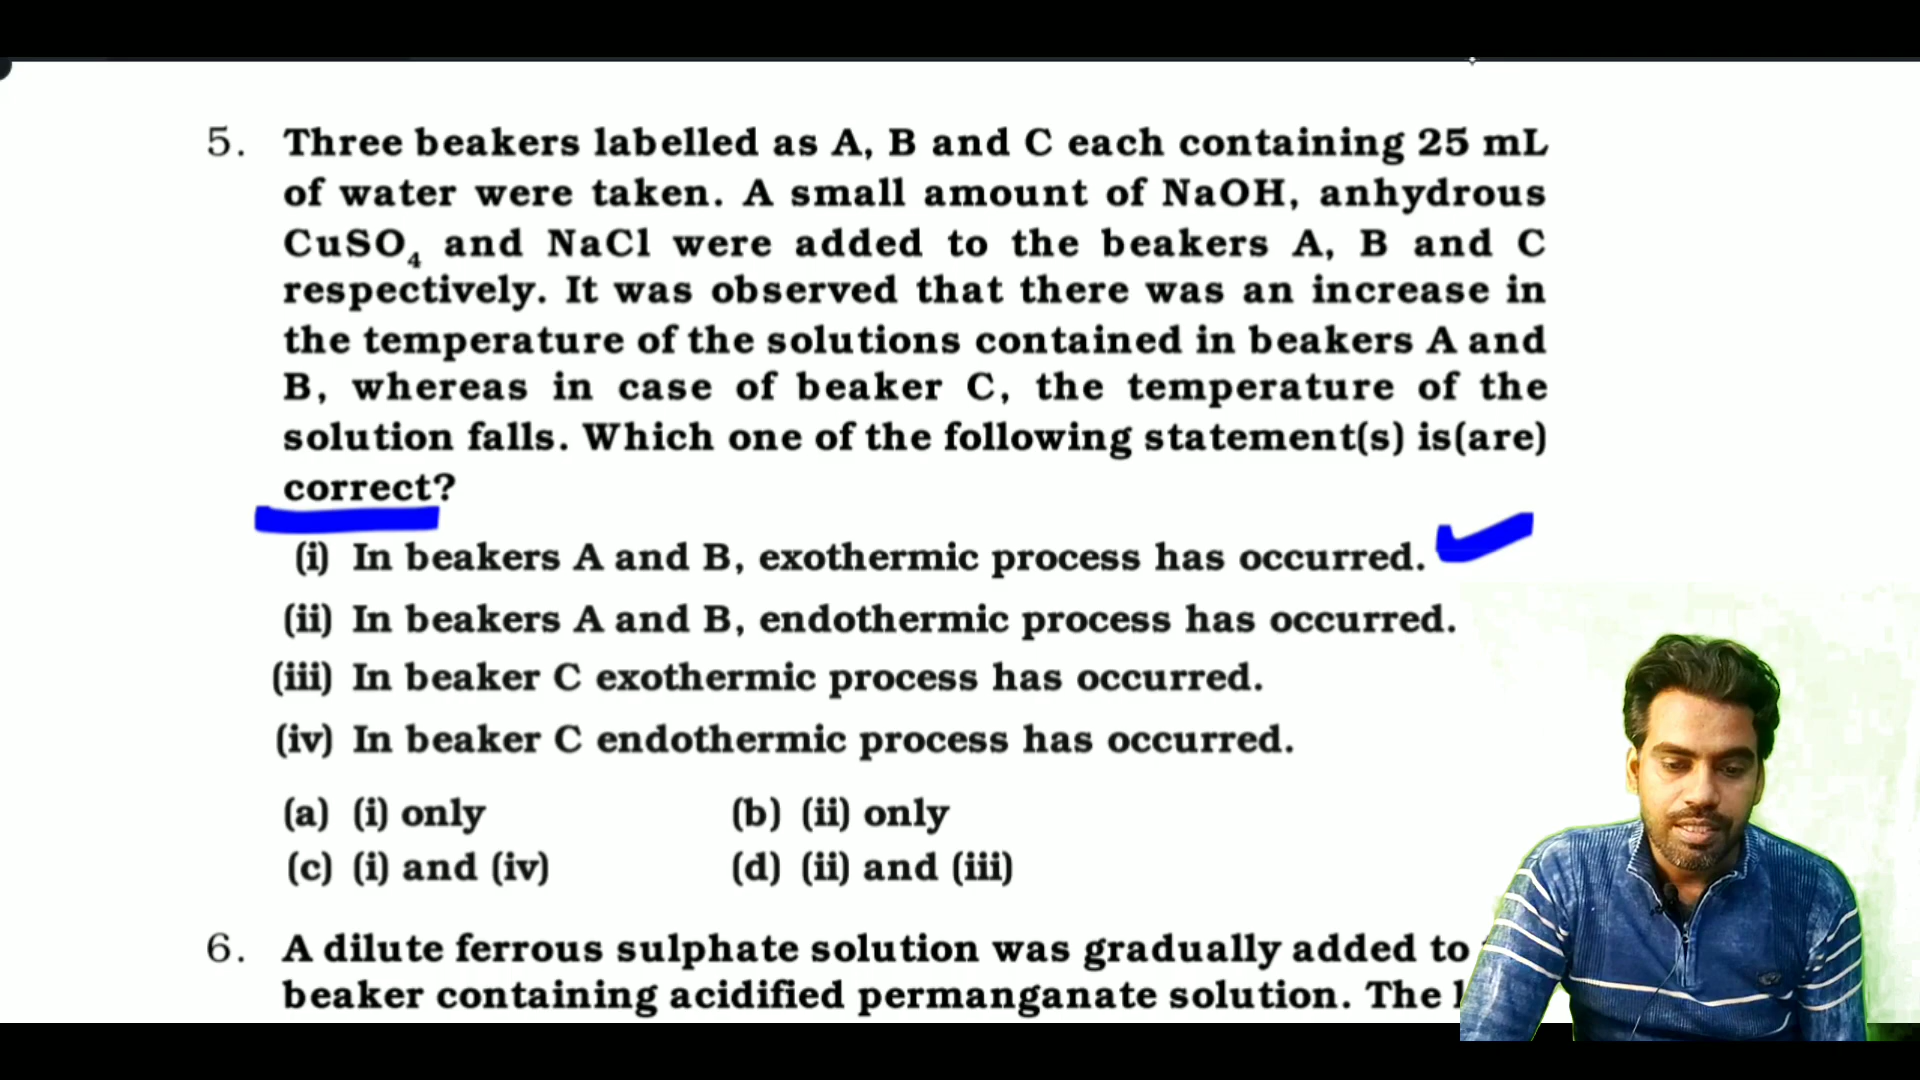 5. Three beakers labelled as A, B and C each containing 25 mL
of water were taken. A small amount of NaOH, anhydrous
CuSO₄ and NaCl were added to the beakers A, B and C
respectively. It was observed that there was an increase in
the temperature of the solutions contained in beakers A and
B, whereas in case of beaker C, the temperature of the
solution falls. Which one of the following statement(s) is(are)
correct?
(i) In beakers A and B, exothermic process has occurred.
(ii) In beakers A and B, endothermic process has occurred.
(iii) In beaker C exothermic process has occurred.
(iv) In beaker C endothermic process has occurred.
(a) (i) only (b) (ii) only
(c) (i) and (iv) (d) (ii) and (iii)
6. A dilute ferrous sulphate solution was gradually added to
beaker containing acidified permanganate solution. The